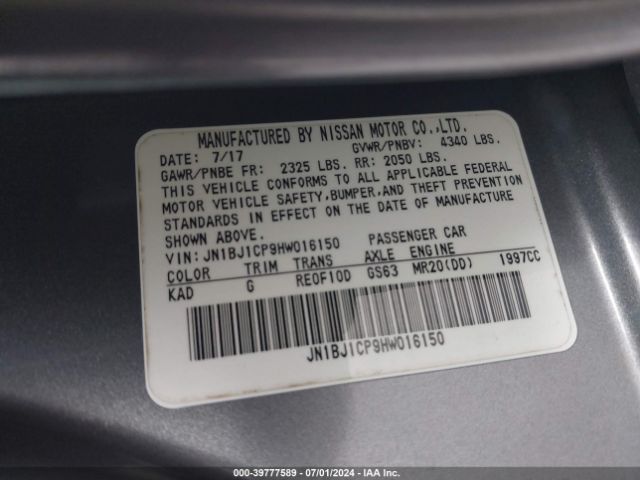 MANUFACTURED BY NISSAN MOTOR CO.,LTD.
DATE: 7/17 GVWR/PNBV: 4340 LBS.
GAWR/PNBE FR: 2325 LBS. RR: 2050 LBS.
THIS VEHICLE CONFORMS TO ALL APPLICABLE FEDERAL
MOTOR VEHICLE SAFETY,BUMPER,AND THEFT PREVENTION
STANDARDS IN EFFECT ON THE DATE OF MANUFACTURE
SHOWN ABOVE.
VIN: JN1BJ1CP9HW016150 PASSENGER CAR
COLOR TRIM TRANS AXLE ENGINE
KAD G RE0F10D GS63 MR20(DD) 1997CC
JN1BJ1CP9HW016150
000-39777589 - 07/01/2024 - IAAI.com